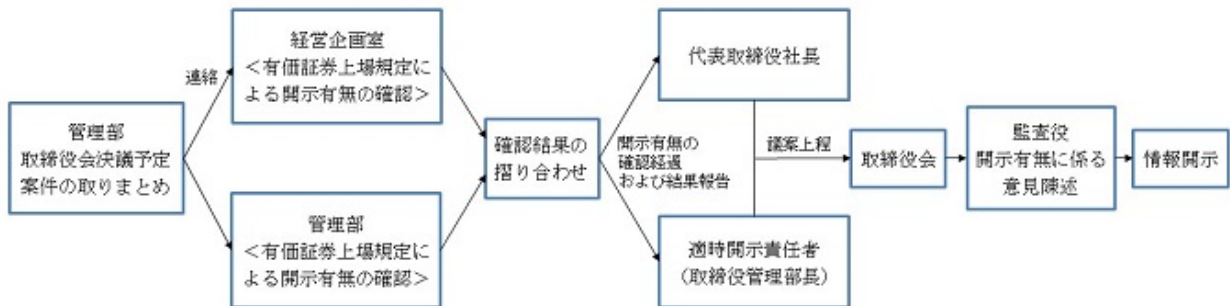 管理部
取締役会決議予定
案件の取りまとめ
連絡
経営企画室
＜有価証券上場規定に
よる開示有無の確認＞
管理部
＜有価証券上場規定に
よる開示有無の確認＞
確認結果の
摺り合わせ
開示有無の
確認経過
および結果報告
代表取締役社長
適時開示責任者
（取締役管理部長）
議案上程
取締役会
監査役
開示有無に係る
意見陳述
情報開示